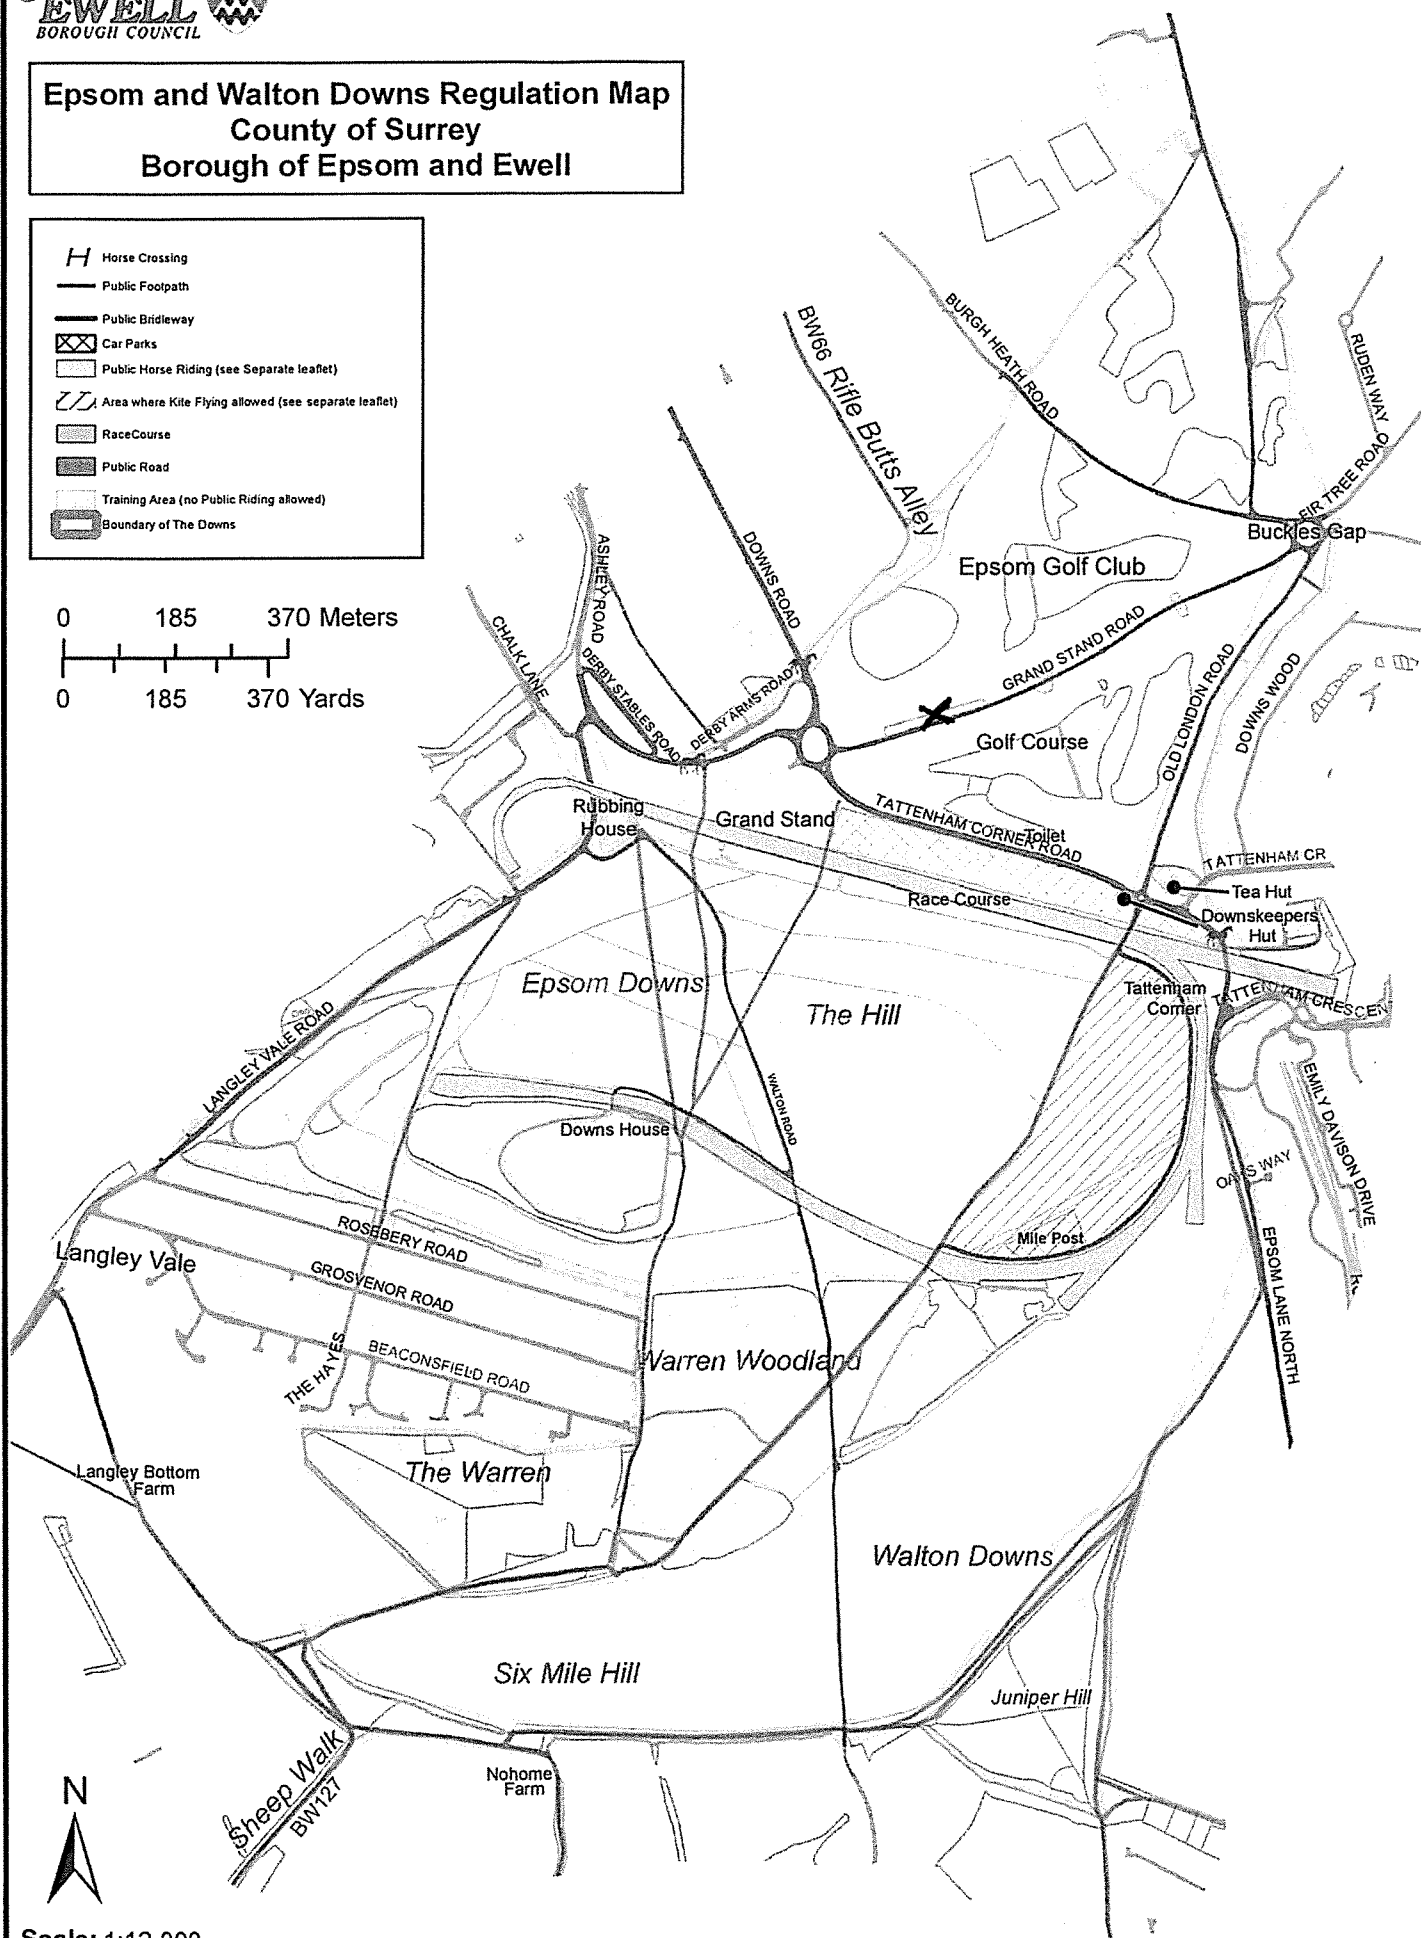 EWELL
BOROUGH COUNCIL
Epsom and Walton Downs Regulation Map
County of Surrey
Borough of Epsom and Ewell
H Horse Crossing
Public Footpath
Public Bridleway
Car Parks
Public Horse Riding (see Separate leaflet)
Area where Kite Flying allowed (see separate leaflet)
RaceCourse
Public Road
Training Area (no Public Riding allowed)
Boundary of The Downs
0 185 370 Meters
0 185 370 Yards
BURGH HEATH ROAD
BW66 Rifle Butts Alley
RUDEN WAY
FIR TREE ROAD
Buckles Gap
Epsom Golf Club
DOWNS ROAD
ASHLEY ROAD
CHALK LANE
DERBY STABLES ROAD
DERBY ARMS ROAD
GRAND STAND ROAD
Golf Course
OLD LONDON ROAD
DOWNS WOOD
Rubbing
House
Grand Stand
TATTENHAM CORNER ROAD
Toilet
TATTENHAM CR
Tea Hut
Race Course
Downskeepers
Hut
Epsom Downs
The Hill
Tattenham
Corner
TATTENHAM CRESCEN
LANGLEY VALE ROAD
Downs House
WALTON ROAD
EMILY DAVISON DRIVE
OAKS WAY
Mile Post
EPSOM LANE NORTH
Langley Vale
ROSEBERY ROAD
GROSVENOR ROAD
BEACONSFIELD ROAD
THE HAYES
Warren Woodland
Langley Bottom
Farm
The Warren
Walton Downs
Six Mile Hill
Juniper Hill
Nohome
Farm
Sheep Walk
BW127
N
Scale: 1:12,000